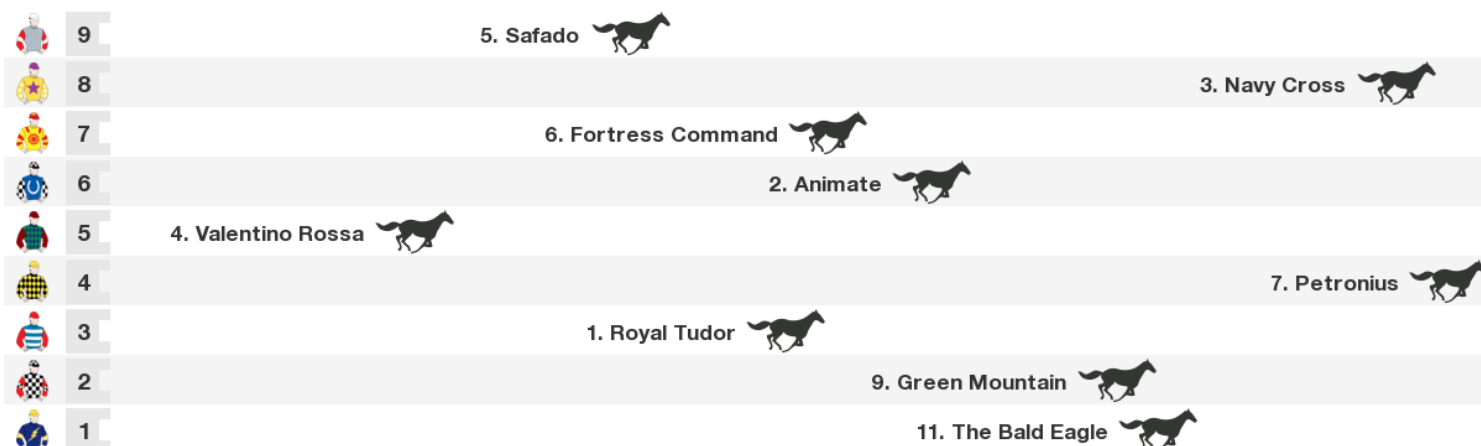 9 5. Safado
8 3. Navy Cross
7 6. Fortress Command
6 2. Animate
5 4. Valentino Rossa
4 7. Petronius
3 1. Royal Tudor
2 9. Green Mountain
1 11. The Bald Eagle